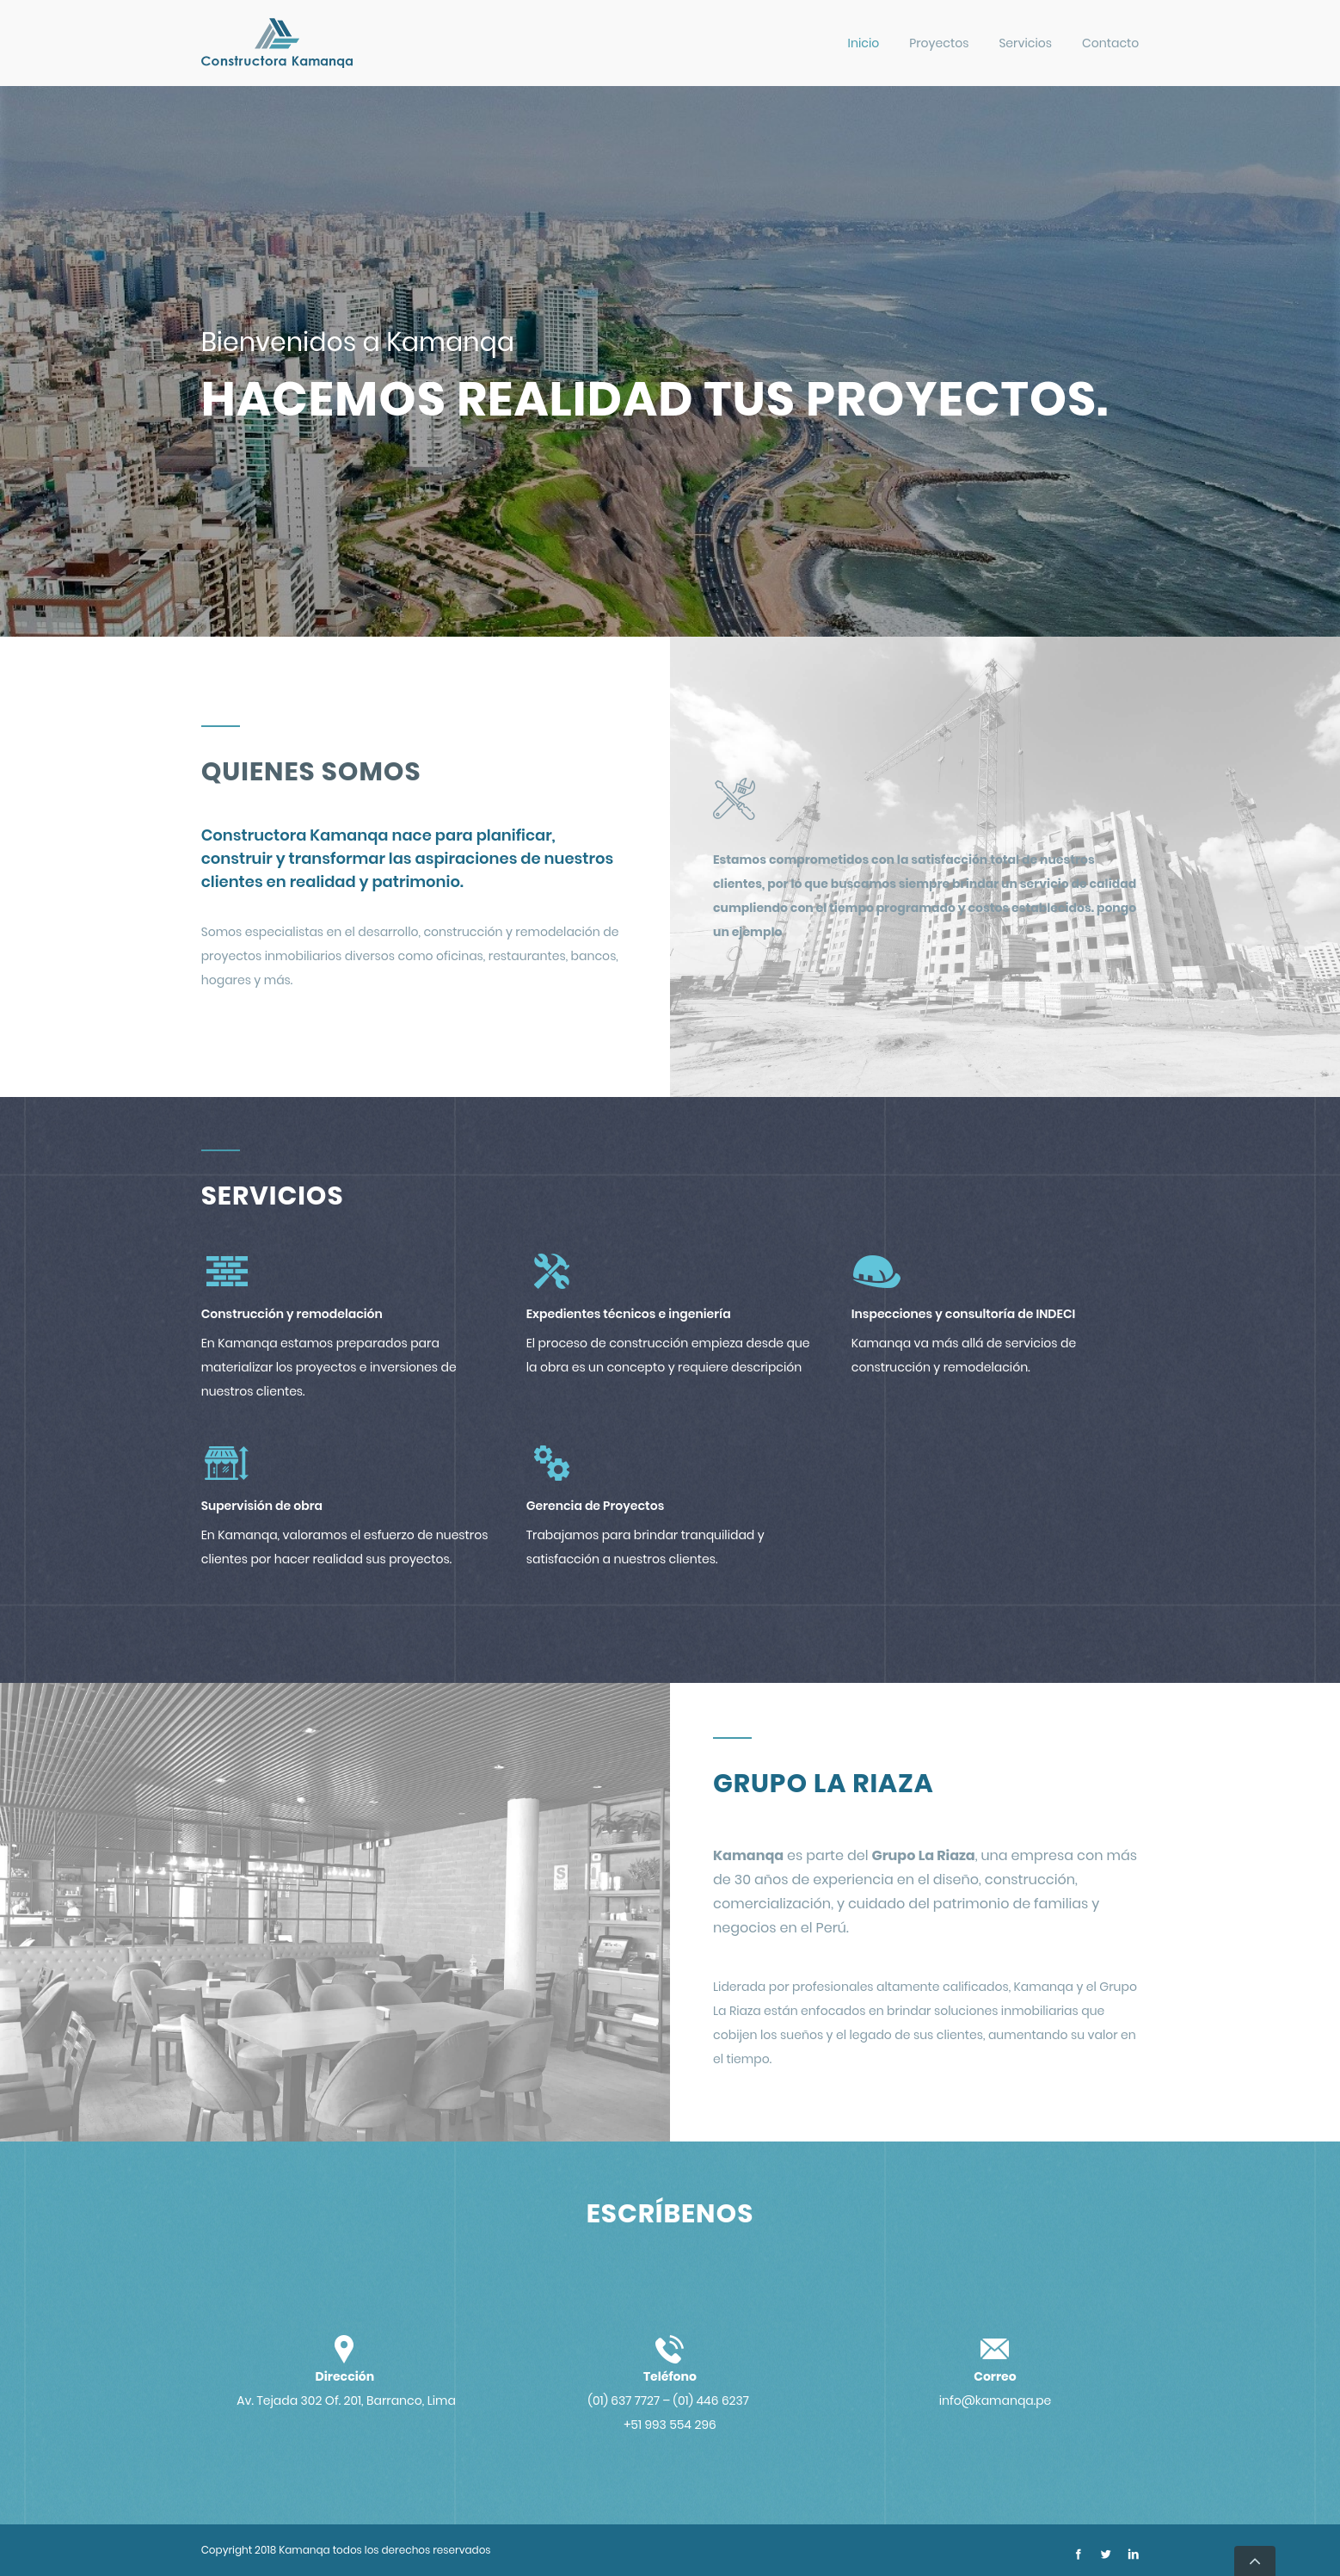 Constructora Kamanqa
Inicio
Proyectos
Servicios
Contacto
Bienvenidos a Kamanqa
HACEMOS REALIDAD TUS PROYECTOS.
QUIENES SOMOS
Constructora Kamanqa nace para planificar,
construir y transformar las aspiraciones de nuestros
clientes en realidad y patrimonio.
Somos especialistas en el desarrollo, construcción y remodelación de
proyectos inmobiliarios diversos como oficinas, restaurantes, bancos,
hogares y más.
Estamos comprometidos con la satisfacción total de nuestros
clientes, por lo que buscamos siempre brindar un servicio de calidad
cumpliendo con el tiempo programado y costos establecidos. pongo
un ejemplo
SERVICIOS
Construcción y remodelación
En Kamanqa estamos preparados para
materializar los proyectos e inversiones de
nuestros clientes.
Expedientes técnicos e ingeniería
El proceso de construcción empieza desde que
la obra es un concepto y requiere descripción
Inspecciones y consultoría de INDECI
Kamanqa va más allá de servicios de
construcción y remodelación.
Supervisión de obra
En Kamanqa, valoramos el esfuerzo de nuestros
clientes por hacer realidad sus proyectos.
Gerencia de Proyectos
Trabajamos para brindar tranquilidad y
satisfacción a nuestros clientes.
GRUPO LA RIAZA
Kamanqa es parte del Grupo La Riaza, una empresa con más
de 30 años de experiencia en el diseño, construcción,
comercialización, y cuidado del patrimonio de familias y
negocios en el Perú.
Liderada por profesionales altamente calificados, Kamanqa y el Grupo
La Riaza están enfocados en brindar soluciones inmobiliarias que
cobijen los sueños y el legado de sus clientes, aumentando su valor en
el tiempo.
ESCRÍBENOS
Dirección
Av. Tejada 302 Of. 201, Barranco, Lima
Teléfono
(01) 637 7727 – (01) 446 6237
+51 993 554 296
Correo
info@kamanqa.pe
Copyright 2018 Kamanqa todos los derechos reservados